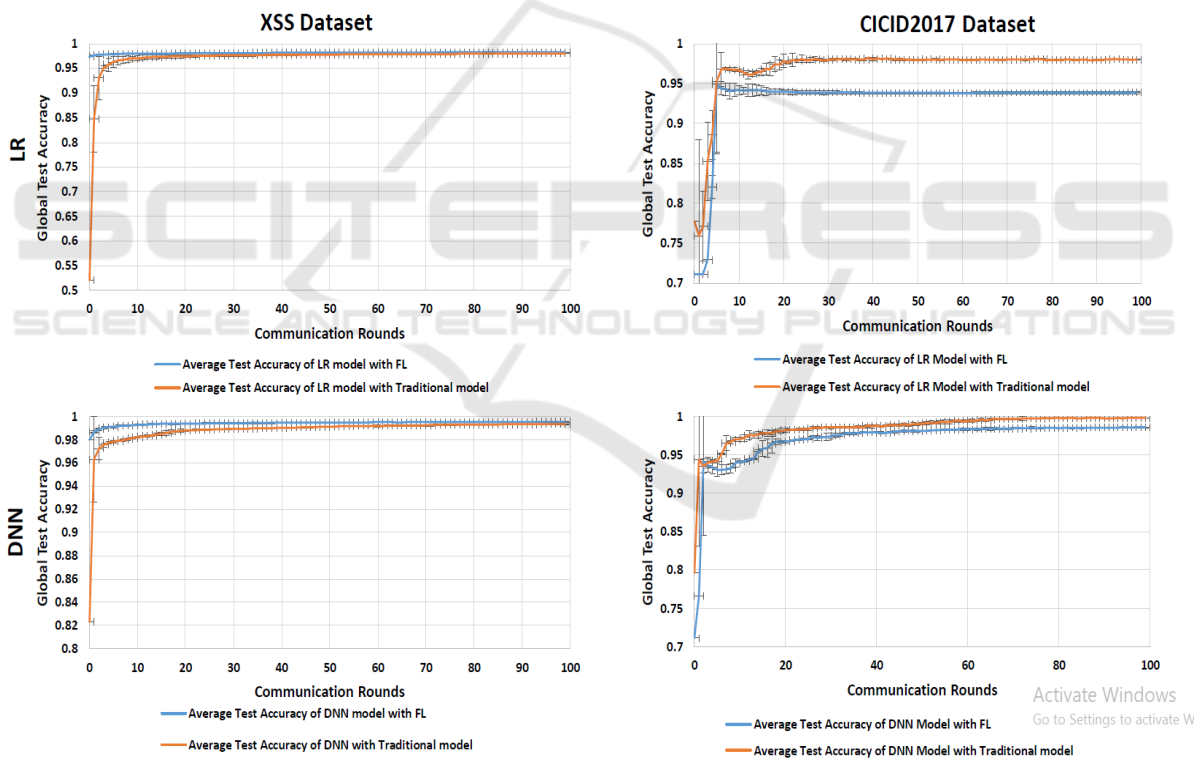 XSS Dataset
LR
Global Test Accuracy
1
0.95
0.9
0.85
0.8
0.75
0.7
0.65
0.6
0.55
0.5
0 10 20 30 40 50 60 70 80 90 100
Communication Rounds
Average Test Accuracy of LR model with FL
Average Test Accuracy of LR model with Traditional model
CICID2017 Dataset
Global Test Accuracy
1
0.95
0.9
0.85
0.8
0.75
0.7
0 10 20 30 40 50 60 70 80 90 100
Communication Rounds
Average Test Accuracy of LR Model with FL
Average Test Accuracy of LR Model with Traditional model
SCITEPRESS
SCIENCE AND TECHNOLOGY PUBLICATIONS
DNN
Global Test Accuracy
1
0.98
0.96
0.94
0.92
0.9
0.88
0.86
0.84
0.82
0.8
0 10 20 30 40 50 60 70 80 90 100
Communication Rounds
Average Test Accuracy of DNN model with FL
Average Test Accuracy of DNN with Traditional model
Global Test Accuracy
1
0.95
0.9
0.85
0.8
0.75
0.7
0 20 40 60 80 100
Communication Rounds
Average Test Accuracy of DNN Model with FL
Average Test Accuracy of DNN Model with Traditional model
Activate Windows
Go to Settings to activate W